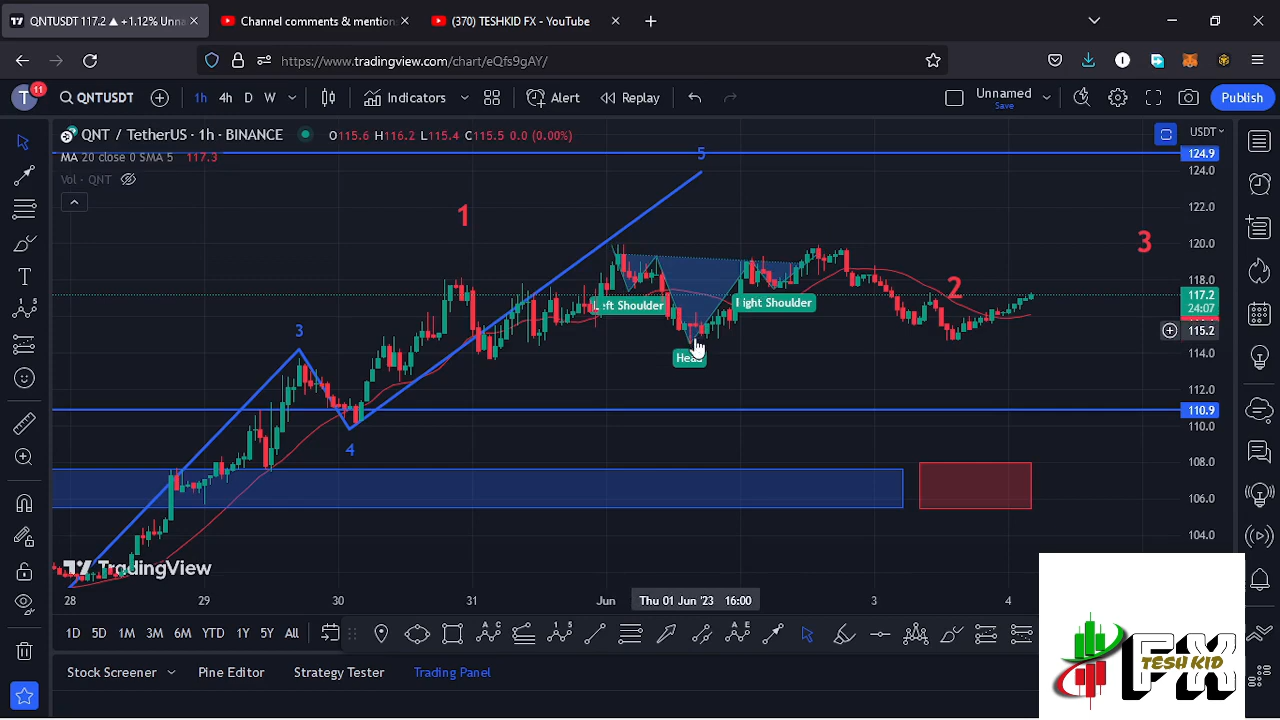 QNTUSDT 117.2 ▲ +1.12% Unna
Channel comments & mention
(370) TESHKID FX - YouTube
https://www.tradingview.com/chart/eQfs9gAY/
T 11
QNTUSDT
1h 4h D W
Indicators
Alert
Replay
Unnamed
Save
Publish
QNT / TetherUS · 1h · BINANCE
O115.6 H116.2 L115.4 C115.5 0.0 (0.00%)
USDT
MA 20 close 0 SMA 5 117.3
Vol · QNT
5
124.9
124.0
122.0
120.0
118.0
117.2
24:07
115.2
114.0
112.0
110.9
110.0
108.0
106.0
104.0
1
2
3
3
4
Left Shoulder
Right Shoulder
Head
TradingView
28 29 30 31 Jun Thu 01 Jun '23 16:00 3 4
1D 5D 1M 3M 6M YTD 1Y 5Y All
Stock Screener
Pine Editor
Strategy Tester
Trading Panel
FX
TESH KID